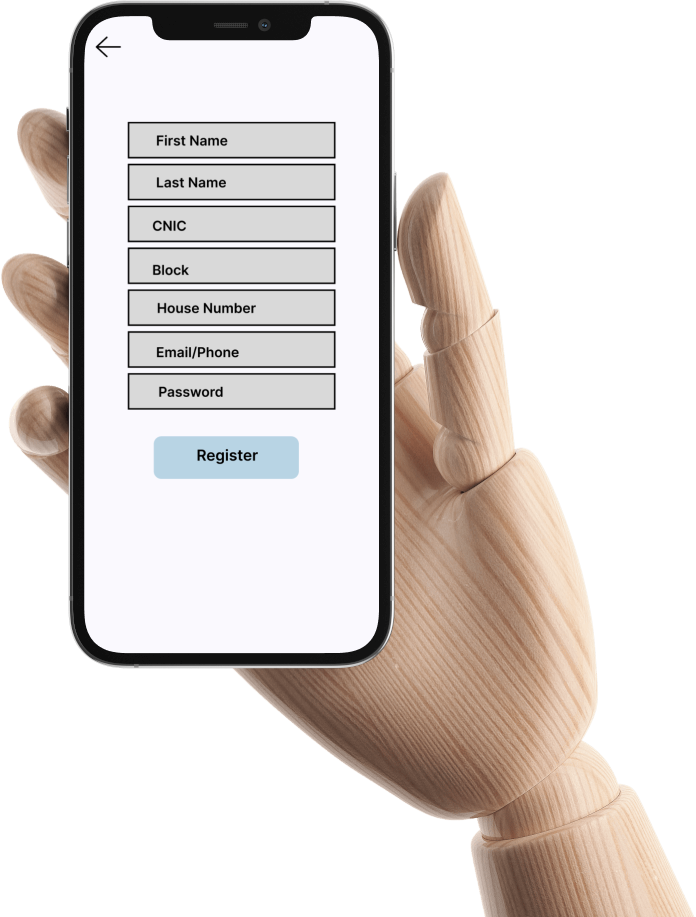 First Name
Last Name
CNIC
Block
House Number
Email/Phone
Password
Register